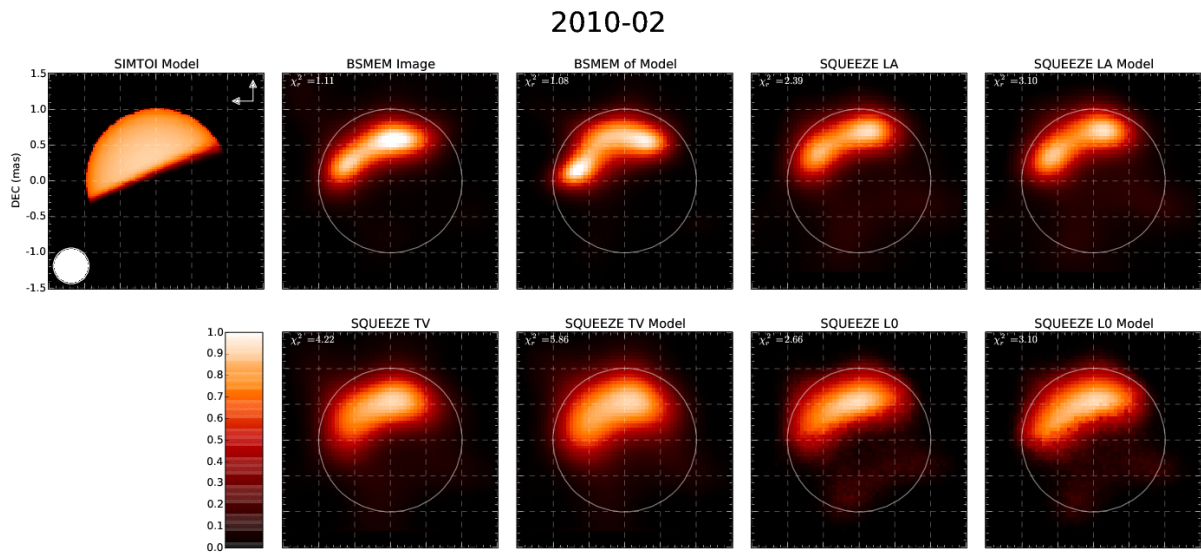 2010-02
SIMTOI Model
BSMEM Image
BSMEM of Model
SQUEEZE LA
SQUEEZE LA Model
χ²ᵣ =1.11
χ²ᵣ =1.08
χ²ᵣ =2.39
χ²ᵣ =3.10
DEC (mas)
1.5
1.0
0.5
0.0
-0.5
-1.0
-1.5
SQUEEZE TV
SQUEEZE TV Model
SQUEEZE L0
SQUEEZE L0 Model
χ²ᵣ =4.22
χ²ᵣ =5.86
χ²ᵣ =2.66
χ²ᵣ =3.10
1.0
0.9
0.8
0.7
0.6
0.5
0.4
0.3
0.2
0.1
0.0